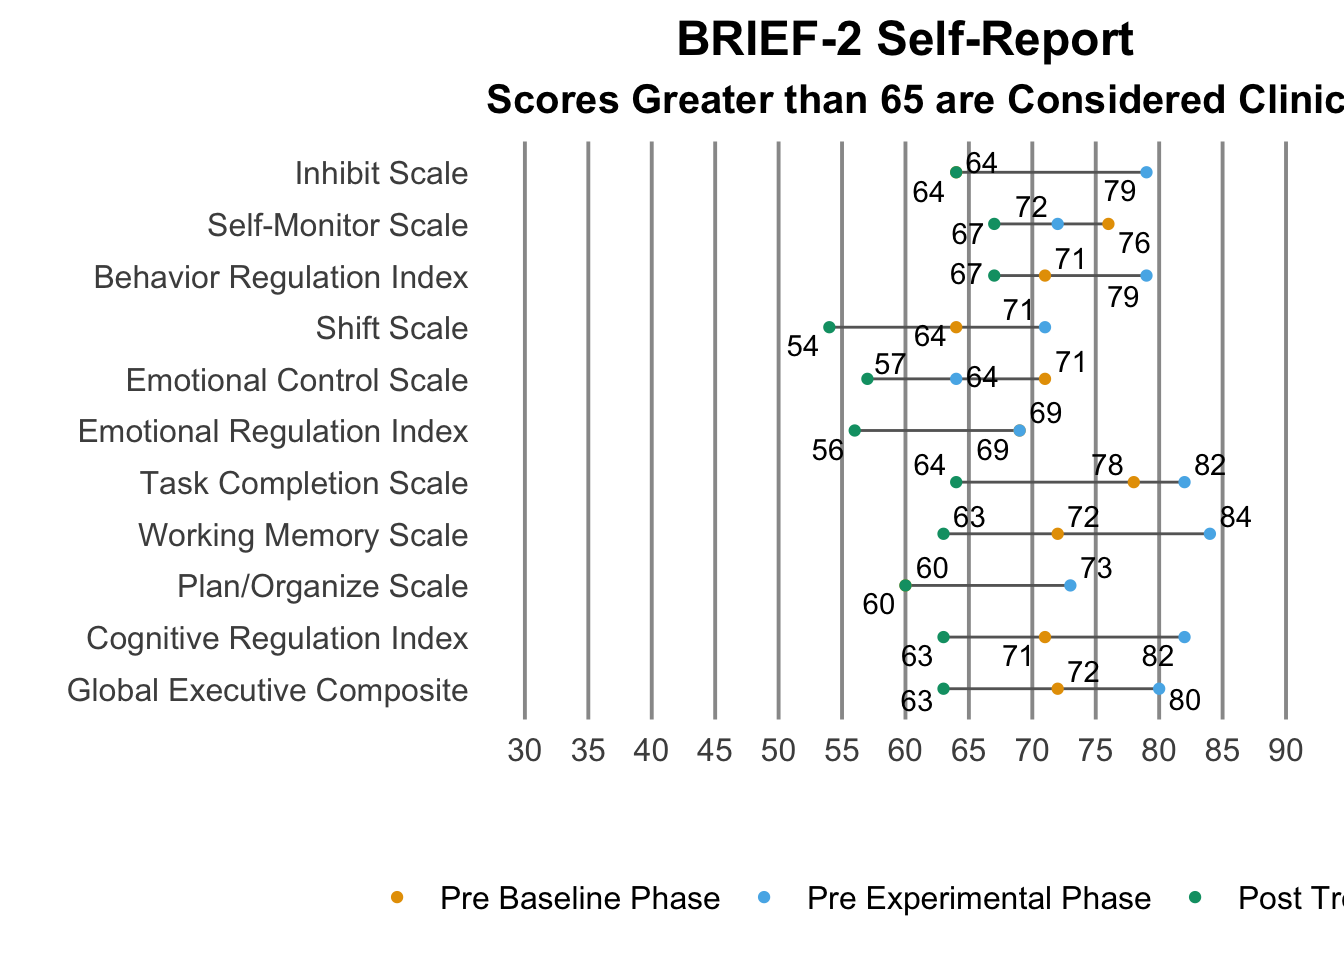 BRIEF-2 Self-Report
Scores Greater than 65 are Considered Clinic
Inhibit Scale 64 64 79
Self-Monitor Scale 67 72 76
Behavior Regulation Index 67 71 79
Shift Scale 54 64 71
Emotional Control Scale 57 64 71
Emotional Regulation Index 56 69 69
Task Completion Scale 64 78 82
Working Memory Scale 63 72 84
Plan/Organize Scale 60 60 73
Cognitive Regulation Index 63 71 82
Global Executive Composite 63 72 80
30 35 40 45 50 55 60 65 70 75 80 85 90
Pre Baseline Phase Pre Experimental Phase Post Tr